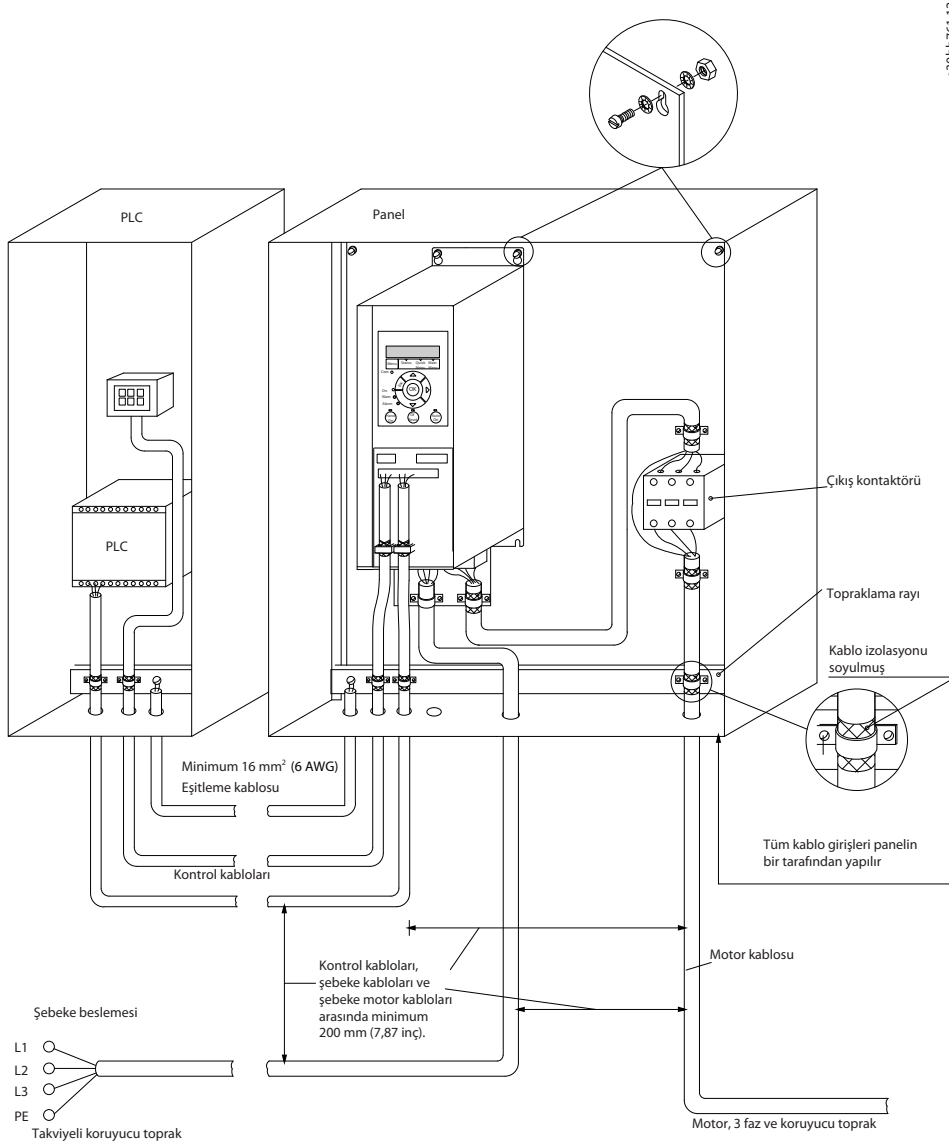 PLC
Panel
PLC
Çıkış kontaktörü
Topraklama rayı
Kablo izolasyonu
soyulmuş
Minimum 16 mm² (6 AWG)
Eşitleme kablosu
Kontrol kabloları
Tüm kablo girişleri panelin
bir tarafından yapılır
Kontrol kabloları,
şebeke kabloları ve
şebeke motor kabloları
arasında minimum
200 mm (7,87 inç).
Motor kablosu
Şebeke beslemesi
L1
L2
L3
PE
Takviyeli koruyucu toprak
Motor, 3 faz ve koruyucu toprak
OK